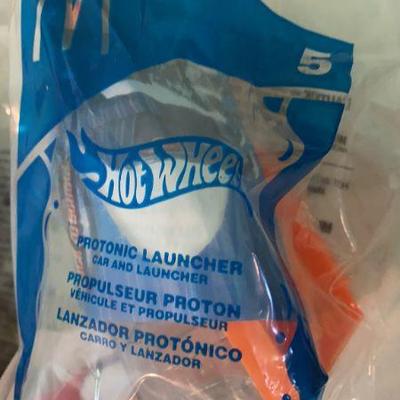 M
5
HOT WHEELS
PROTONIC LAUNCHER
CAR AND LAUNCHER
PROPULSEUR PROTON
VÉHICULE ET PROPULSEUR
LANZADOR PROTÓNICO
CARRO Y LANZADOR